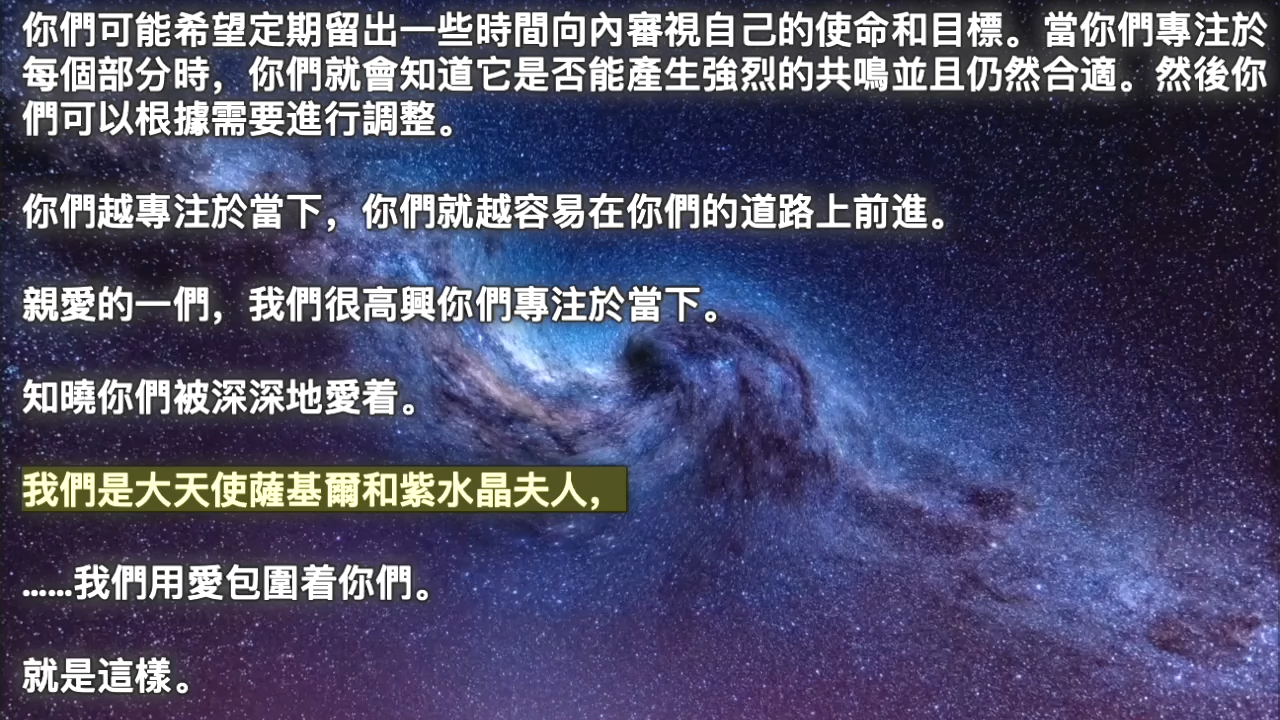 你們可能希望定期留出一些時間向內審視自己的使命和目標。當你們專注於
每個部分時，你們就會知道它是否能產生強烈的共鳴並且仍然合適。然後你
們可以根據需要進行調整。
你們越專注於當下，你們就越容易在你們的道路上前進。
親愛的一們，我們很高興你們專注於當下。
知曉你們被深深地愛着。
我們是大天使薩基爾和紫水晶夫人，
……我們用愛包圍着你們。
就是這樣。